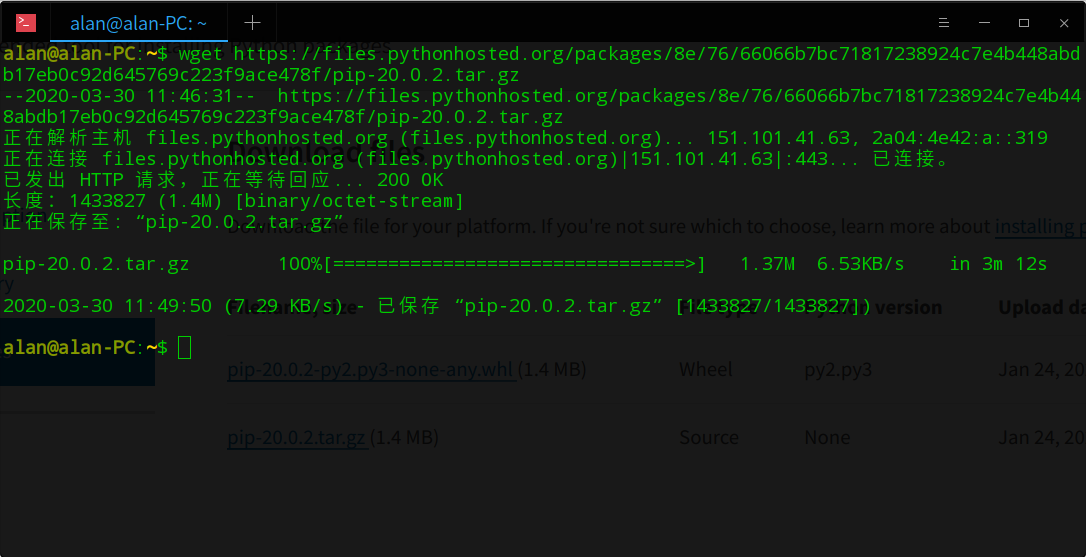 alan@alan-PC: ~
alan@alan-PC:~$ wget https://files.pythonhosted.org/packages/8e/76/66066b7bc71817238924c7e4b448abd
b17eb0c92d645769c223f9ace478f/pip-20.0.2.tar.gz
--2020-03-30 11:46:31--  https://files.pythonhosted.org/packages/8e/76/66066b7bc71817238924c7e4b44
8abdb17eb0c92d645769c223f9ace478f/pip-20.0.2.tar.gz
正在解析主机 files.pythonhosted.org (files.pythonhosted.org)... 151.101.41.63, 2a04:4e42:a::319
正在连接 files.pythonhosted.org (files.pythonhosted.org)|151.101.41.63|:443... 已连接。
Download files
已发出 HTTP 请求，正在等待回应... 200 OK
长度：1433827 (1.4M) [binary/octet-stream]
正在保存至: “pip-20.0.2.tar.gz”
Download the file for your platform. If you're not sure which to choose, learn more about installing
pip-20.0.2.tar.gz        100%[================================>]   1.37M  6.53KB/s    in 3m 12s
2020-03-30 11:49:50 (7.29 KB/s) - 已保存 “pip-20.0.2.tar.gz” [1433827/1433827])
version Upload
alan@alan-PC:~$
pip-20.0.2-py2.py3-none-any.whl (1.4 MB) Wheel py2.py3 Jan 24, 20
pip-20.0.2.tar.gz (1.4 MB) Source None Jan 24, 20